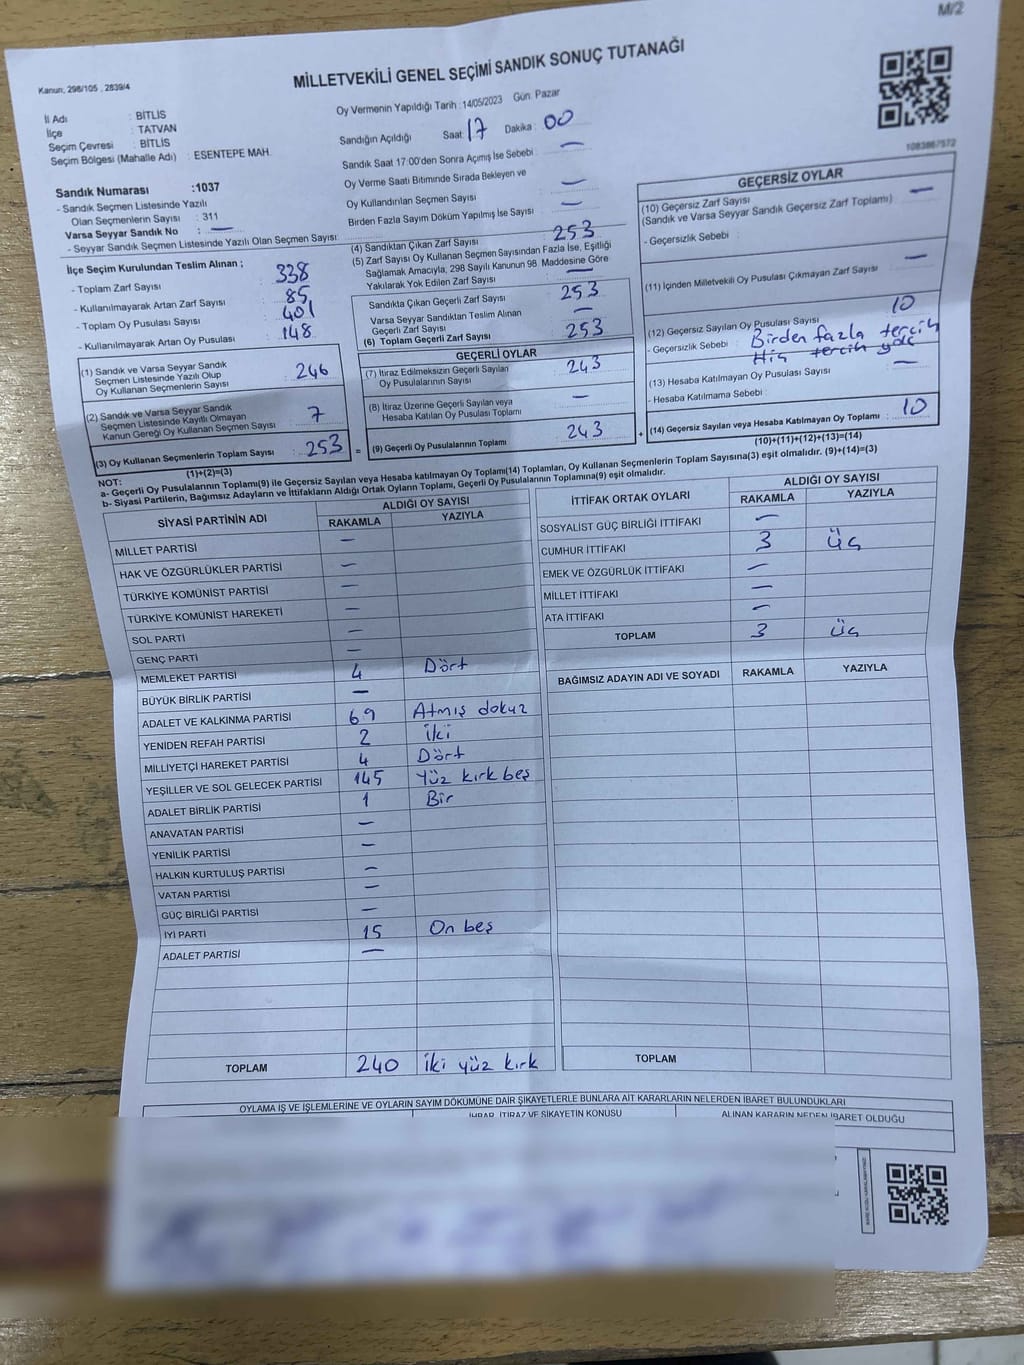 M/2
MİLLETVEKİLİ GENEL SEÇİMİ SANDIK SONUÇ TUTANAĞI
Kanun, 298/105 , 2839/4
İl Adı : BİTLİS
İlçe : TATVAN
Seçim Çevresi : BİTLİS
Seçim Bölgesi (Mahalle Adı) : ESENTEPE MAH.
Sandık Numarası :1037
- Sandık Seçmen Listesinde Yazılı
Olan Seçmenlerin Sayısı : 311
Varsa Seyyar Sandık No : —
- Seyyar Sandık Seçmen Listesinde Yazılı Olan Seçmen Sayısı:
Oy Vermenin Yapıldığı Tarih : 14/05/2023 Gün: Pazar
Sandığın Açıldığı Saat : 17 Dakika : 00
Sandık Saat 17:00'den Sonra Açımış İse Sebebi : —
Oy Verme Saati Bitiminde Sırada Bekleyen ve
Oy Kullandırılan Seçmen Sayısı : —
Birden Fazla Sayım Döküm Yapılmış İse Sayısı : —
1083867572
İlçe Seçim Kurulundan Teslim Alınan ;
- Toplam Zarf Sayısı : 338
- Kullanılmayarak Artan Zarf Sayısı : 85
- Toplam Oy Pusulası Sayısı : 401
- Kullanılmayarak Artan Oy Pusulası : 148
(1) Sandık ve Varsa Seyyar Sandık
Seçmen Listesinde Yazılı Olup
Oy Kullanan Seçmenlerin Sayısı : 246
(2) Sandık ve Varsa Seyyar Sandık
Seçmen Listesinde Kayıtlı Olmayan
Kanun Gereği Oy Kullanan Seçmen Sayısı : 7
(3) Oy Kullanan Seçmenlerin Toplam Sayısı : 253
(1)+(2)=(3)
(4) Sandıktan Çıkan Zarf Sayısı : 253
(5) Zarf Sayısı Oy Kullanan Seçmen Sayısından Fazla İse, Eşitliği
Sağlamak Amacıyla, 298 Sayılı Kanunun 98. Maddesine Göre
Yakılarak Yok Edilen Zarf Sayısı : —
Sandıkta Çıkan Geçerli Zarf Sayısı : 253
Varsa Seyyar Sandıktan Teslim Alınan
Geçerli Zarf Sayısı : —
(6) Toplam Geçerli Zarf Sayısı : 253
GEÇERLİ OYLAR
(7) İtiraz Edilmeksizin Geçerli Sayılan
Oy Pusulalarının Sayısı : 243
(8) İtiraz Üzerine Geçerli Sayılan veya
Hesaba Katılan Oy Pusulası Toplamı : —
= (9) Geçerli Oy Pusulalarının Toplamı : 243
GEÇERSİZ OYLAR
(10) Geçersiz Zarf Sayısı : —
(Sandık ve Varsa Seyyar Sandık Geçersiz Zarf Toplamı)
- Geçersizlik Sebebi :
(11) İçinden Milletvekili Oy Pusulası Çıkmayan Zarf Sayısı : —
(12) Geçersiz Sayılan Oy Pusulası Sayısı : 10
- Geçersizlik Sebebi : Birden fazla tercih
Hiç tercih yok
(13) Hesaba Katılmayan Oy Pusulası Sayısı : —
- Hesaba Katılmama Sebebi :
+ (14) Geçersiz Sayılan veya Hesaba Katılmayan Oy Toplamı : 10
(10)+(11)+(12)+(13)=(14)
NOT:
a- Geçerli Oy Pusulalarının Toplamı(9) ile Geçersiz Sayılan veya Hesaba katılmayan Oy Toplamı(14) Toplamları, Oy Kullanan Seçmenlerin Toplam Sayısına(3) eşit olmalıdır. (9)+(14)=(3)
b- Siyasi Partilerin, Bağımsız Adayların ve İttifakların Aldığı Ortak Oyların Toplamı, Geçerli Oy Pusulalarının Toplamına(9) eşit olmalıdır.
SİYASİ PARTİNİN ADI ALDIĞI OY SAYISI
RAKAMLA YAZIYLA
MİLLET PARTİSİ —
HAK VE ÖZGÜRLÜKLER PARTİSİ —
TÜRKİYE KOMÜNİST PARTİSİ —
TÜRKİYE KOMÜNİST HAREKETİ —
SOL PARTİ —
GENÇ PARTİ —
MEMLEKET PARTİSİ 4 Dört
BÜYÜK BİRLİK PARTİSİ —
ADALET VE KALKINMA PARTİSİ 69 Atmış dokuz
YENİDEN REFAH PARTİSİ 2 İki
MİLLİYETÇİ HAREKET PARTİSİ 4 Dört
YEŞİLLER VE SOL GELECEK PARTİSİ 145 Yüz kırk beş
ADALET BİRLİK PARTİSİ 1 Bir
ANAVATAN PARTİSİ —
YENİLİK PARTİSİ —
HALKIN KURTULUŞ PARTİSİ —
VATAN PARTİSİ —
GÜÇ BİRLİĞİ PARTİSİ —
İYİ PARTİ 15 On beş
ADALET PARTİSİ —
TOPLAM 240 İki yüz kırk
İTTİFAK ORTAK OYLARI ALDIĞI OY SAYISI
RAKAMLA YAZIYLA
SOSYALİST GÜÇ BİRLİĞİ İTTİFAKI —
CUMHUR İTTİFAKI 3 Üç
EMEK VE ÖZGÜRLÜK İTTİFAKI —
MİLLET İTTİFAKI —
ATA İTTİFAKI —
TOPLAM 3 Üç
BAĞIMSIZ ADAYIN ADI VE SOYADI RAKAMLA YAZIYLA
TOPLAM
OYLAMA İŞ VE İŞLEMLERİNE VE OYLARIN SAYIM DÖKÜMÜNE DAİR ŞİKAYETLERLE BUNLARA AİT KARARLARIN NELERDEN İBARET BULUNDUKLARI
İHBAR, İTİRAZ VE ŞİKAYETİN KONUSU ALINAN KARARIN NEDEN İBARET OLDUĞU